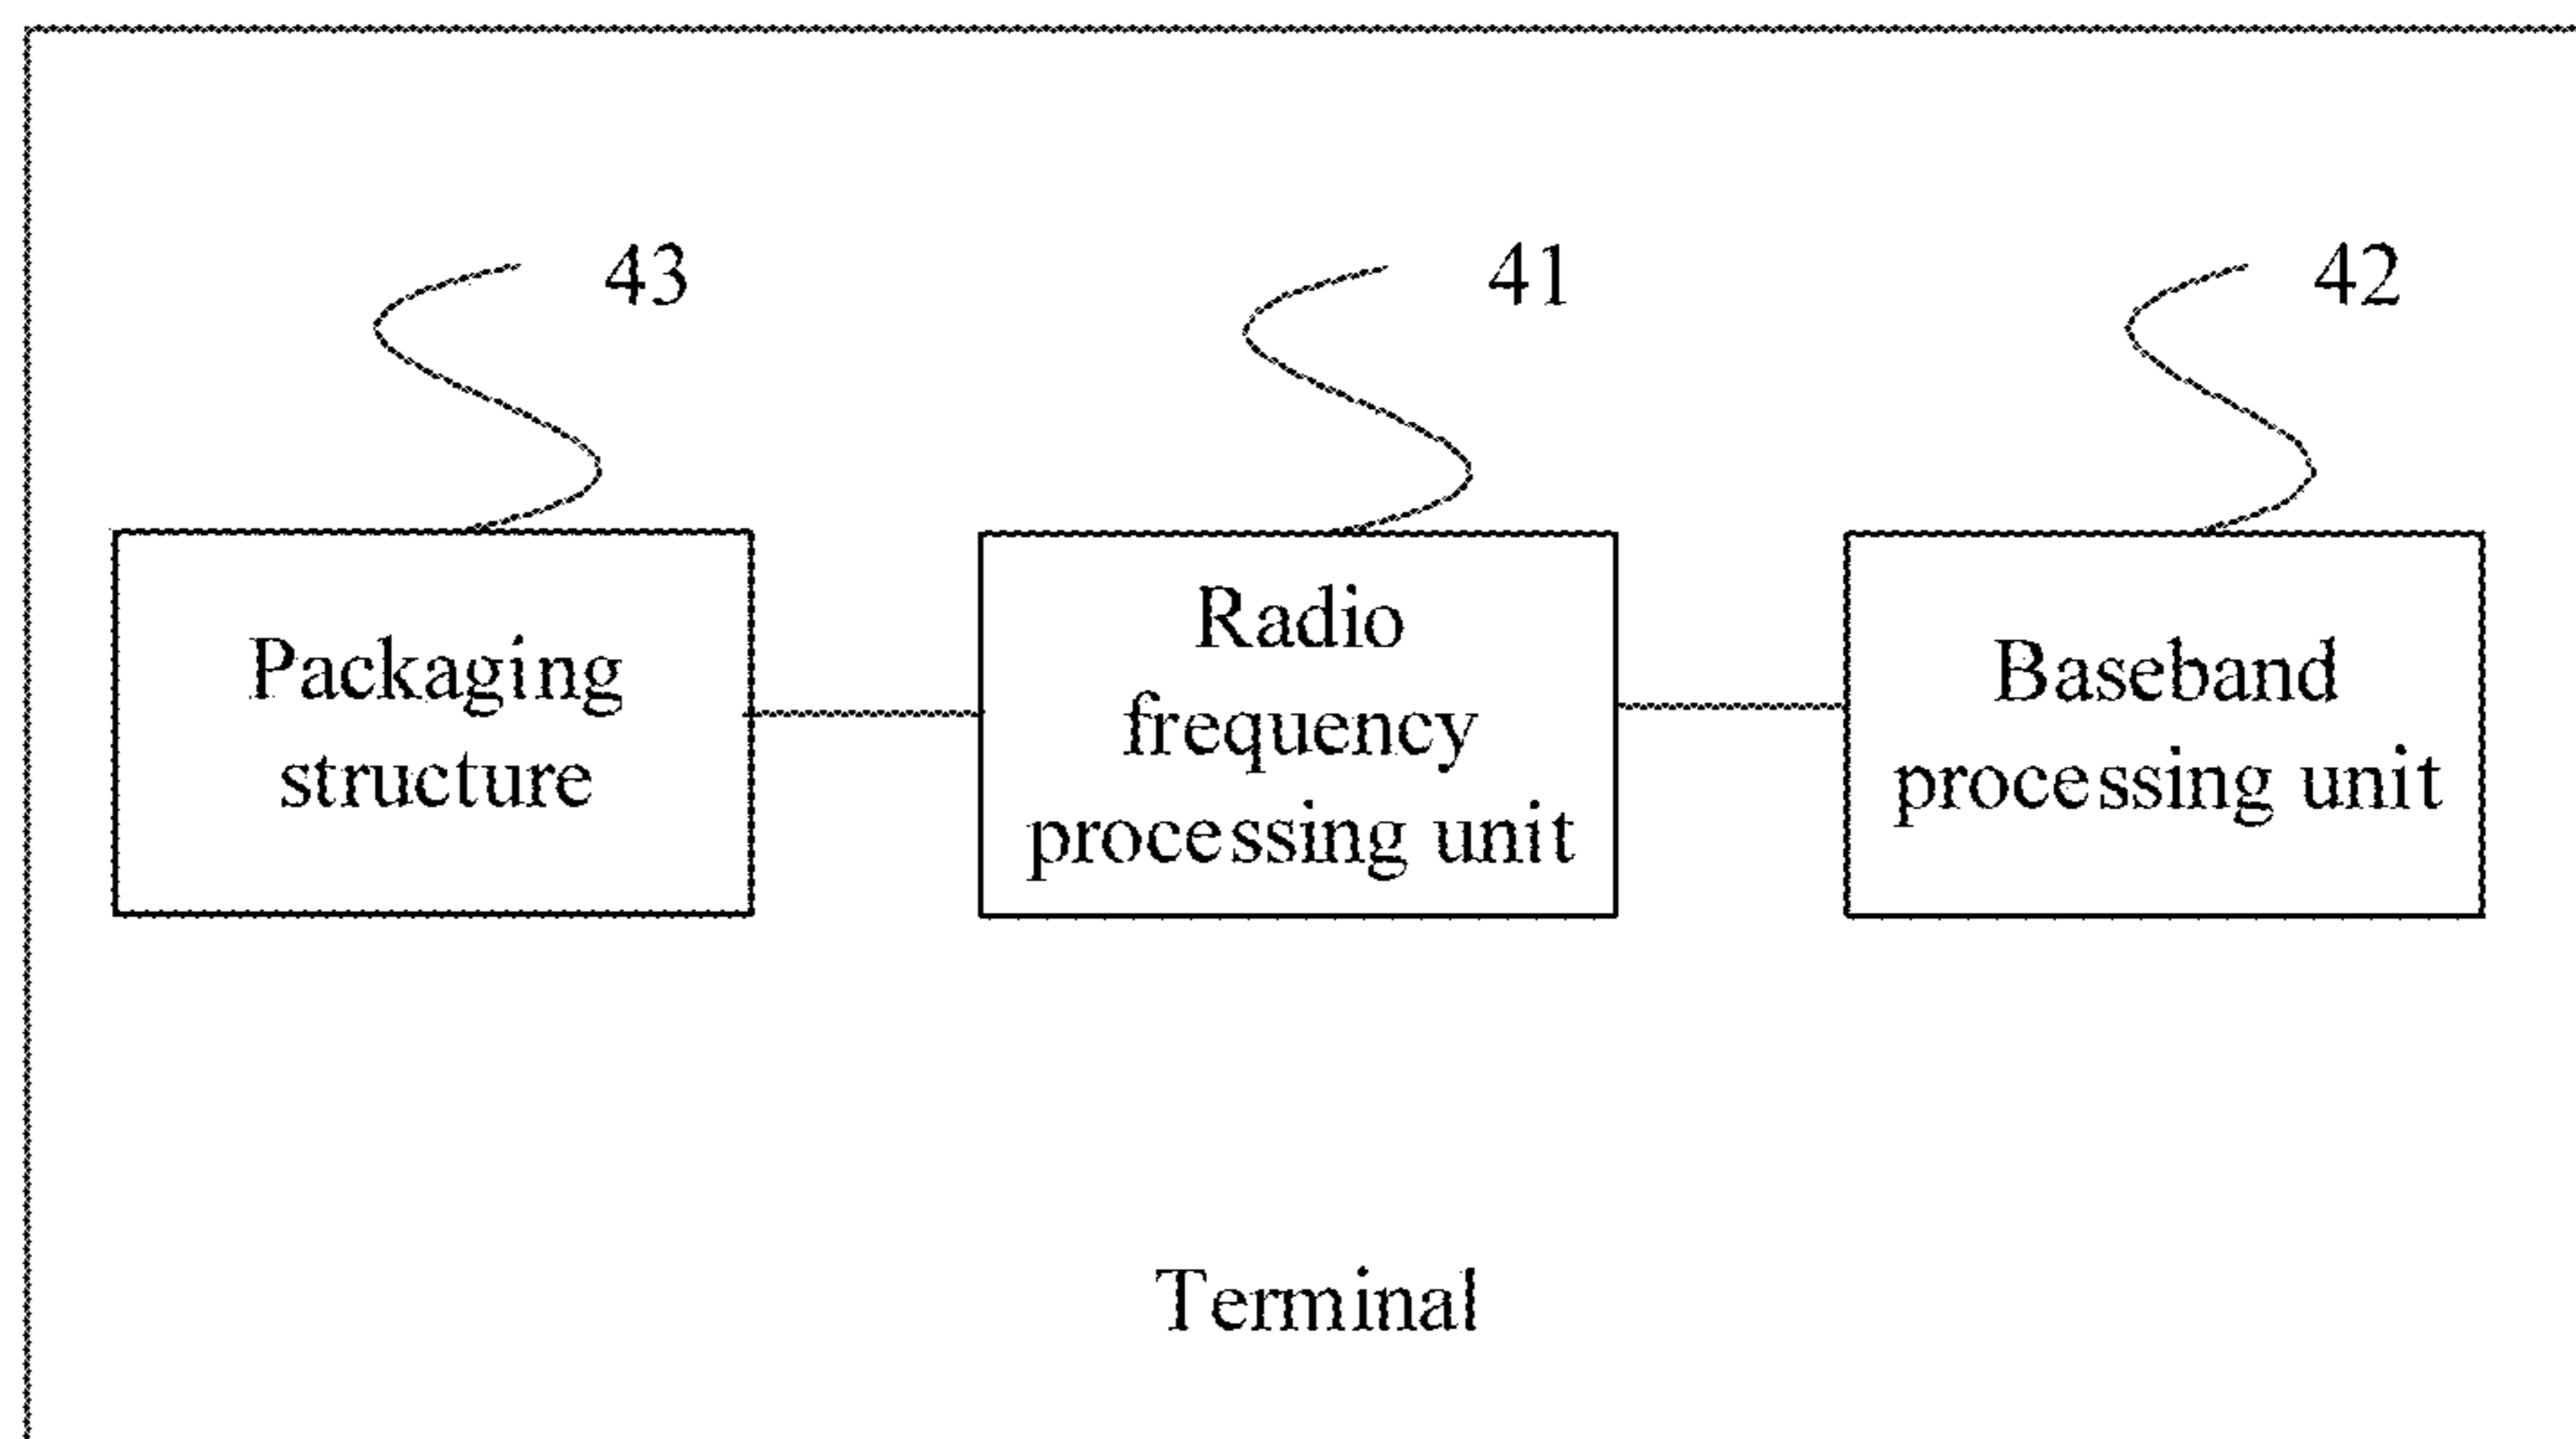 43
41
42
Packaging
structure
Radio
frequency
processing unit
Baseband
processing unit
Terminal